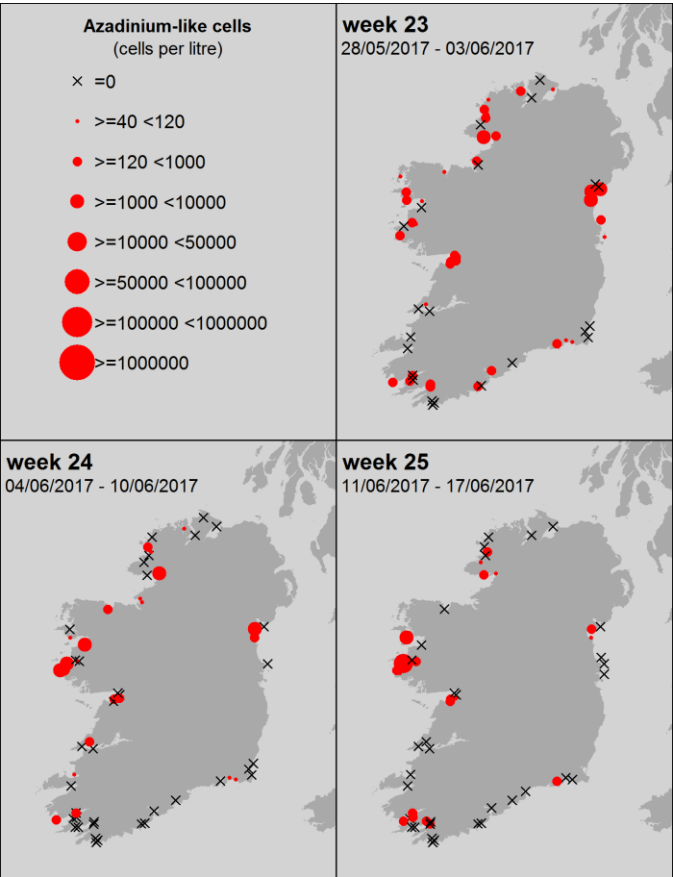 Azadinium-like cells
(cells per litre)
=0
>=40 <120
>=120 <1000
>=1000 <10000
>=10000 <50000
>=50000 <100000
>=100000 <1000000
>=1000000
week 23
28/05/2017 - 03/06/2017
week 24
04/06/2017 - 10/06/2017
week 25
11/06/2017 - 17/06/2017